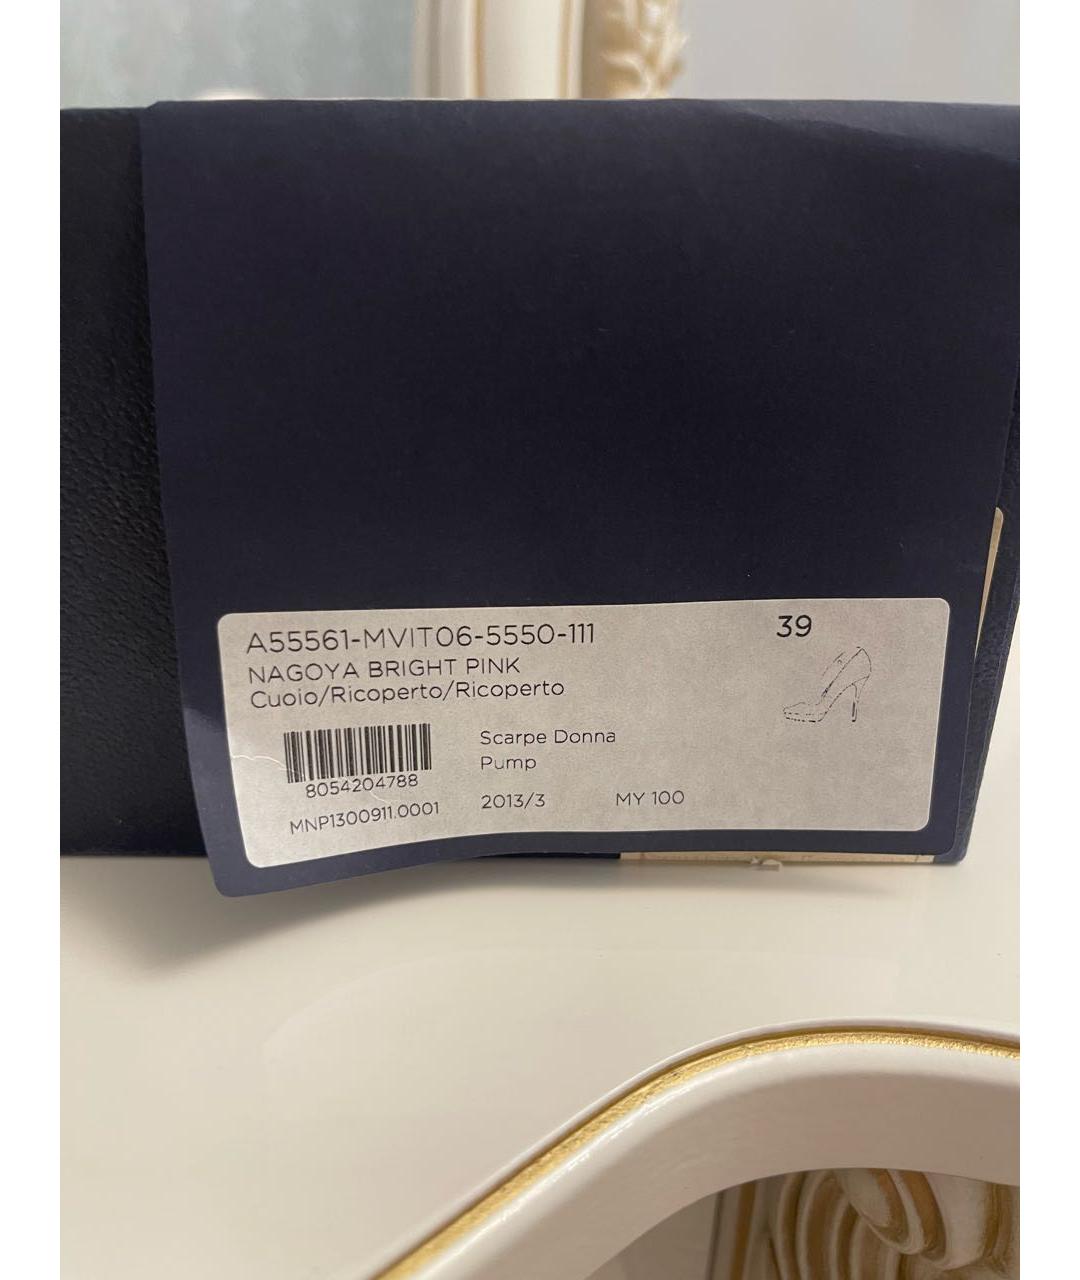 A55561-MVIT06-5550-111
39
NAGOYA BRIGHT PINK
Cuoio/Ricoperto/Ricoperto
Scarpe Donna
Pump
8054204788
MNP1300911.0001
2013/3
MY 100